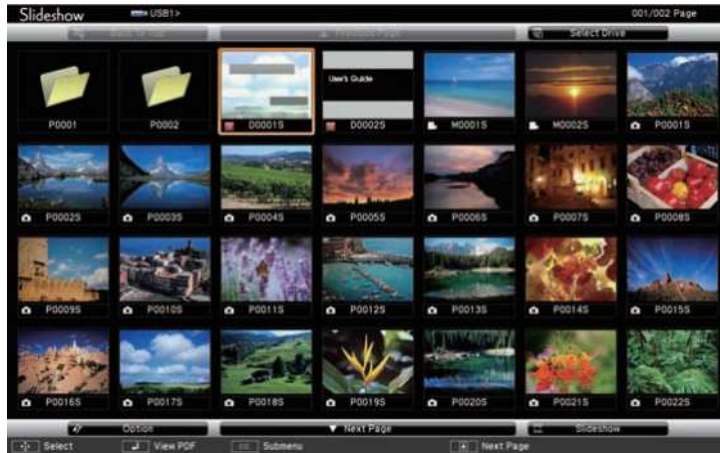 Slideshow USB1> 001/002 Page
Back to Top Previous Page Select Drive
User's Guide
P0001 P0002 D0001S D0002S M0001S M0002S P0001S
P0002S P0003S P0004S P0005S P0006S P0007S P0008S
P0009S P0010S P0011S P0012S P0013S P0014S P0015S
P0016S P0017S P0018S P0019S P0020S P0021S P0022S
Option Next Page Slideshow
Select View PDF Submenu Next Page